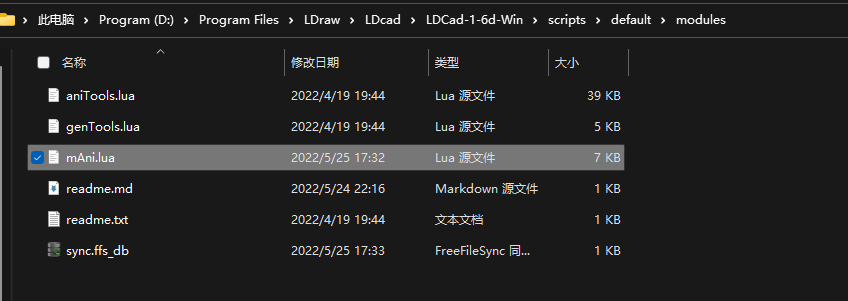 此电脑 > Program (D:) > Program Files > LDraw > LDcad > LDCad-1-6d-Win > scripts > default > modules
名称 修改日期 类型 大小
aniTools.lua 2022/4/19 19:44 Lua 源文件 39 KB
genTools.lua 2022/4/19 19:44 Lua 源文件 5 KB
mAni.lua 2022/5/25 17:32 Lua 源文件 7 KB
readme.md 2022/5/24 22:16 Markdown 源文件 1 KB
readme.txt 2022/4/19 19:44 文本文档 1 KB
sync.ffs_db 2022/5/25 17:33 FreeFileSync 同... 1 KB